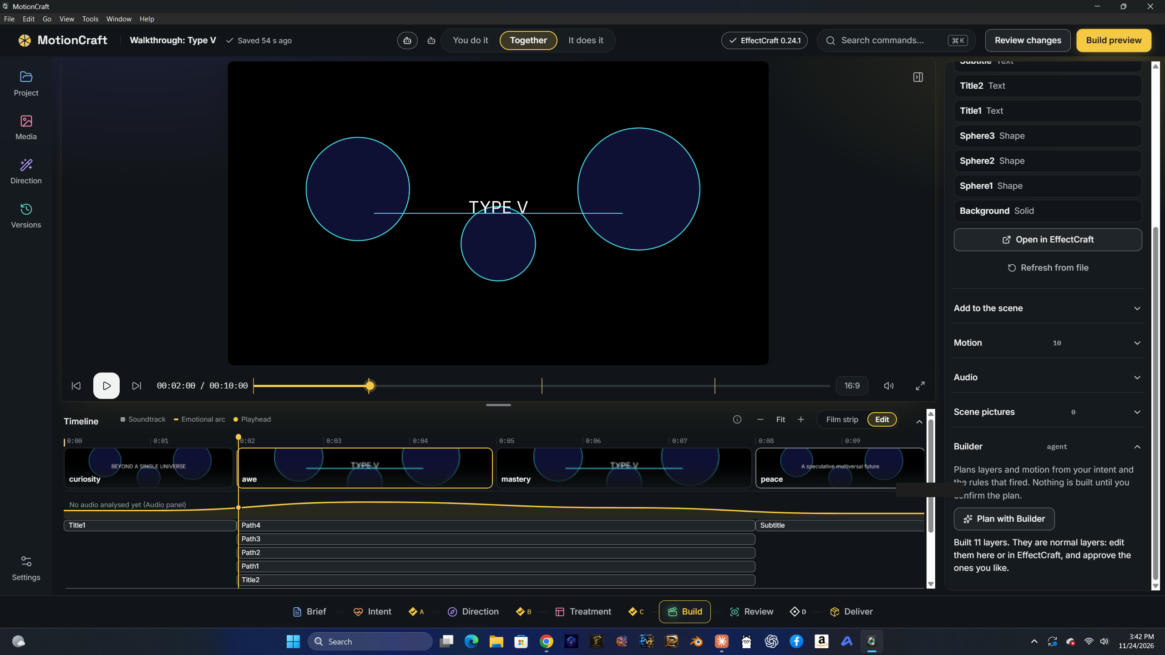 MotionCraft
File Edit Go View Tools Window Help
MotionCraft Walkthrough: Type V Saved 54 s ago You do it Together It does it EffectCraft 0.24.1 Search commands... ⌘K Review changes Build preview
Project
Media
Direction
Versions
Settings
TYPE V
00:02:00 / 00:10:00 16:9
Subtitle Text
Title2 Text
Title1 Text
Sphere3 Shape
Sphere2 Shape
Sphere1 Shape
Background Solid
Open in EffectCraft
Refresh from file
Add to the scene
Motion 10
Audio
Scene pictures 0
Builder agent
Plans layers and motion from your intent and
the rules that fired. Nothing is built until you
confirm the plan.
Plan with Builder
Built 11 layers. They are normal layers: edit
them here or in EffectCraft, and approve the
ones you like.
Timeline Soundtrack Emotional arc Playhead Fit Film strip Edit
0:00 0:01 0:02 0:03 0:04 0:05 0:06 0:07 0:08 0:09
BEYOND A SINGLE UNIVERSE TYPE V TYPE V A speculative multiversal future
curiosity awe mastery peace
No audio analysed yet (Audio panel)
Title1 Path4 Subtitle
Path3
Path2
Path1
Title2
Brief Intent A Direction B Treatment C Build Review D Deliver
Search
3:42 PM
11/24/2026